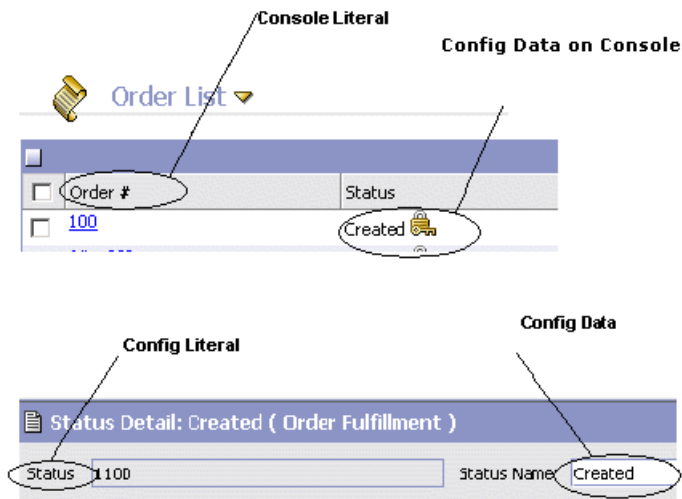 Console Literal
Config Data on Console
Order List
Order #
Status
100
Created
Config Data
Config Literal
Status Detail: Created ( Order Fulfillment )
Status 1100
Status Name Created